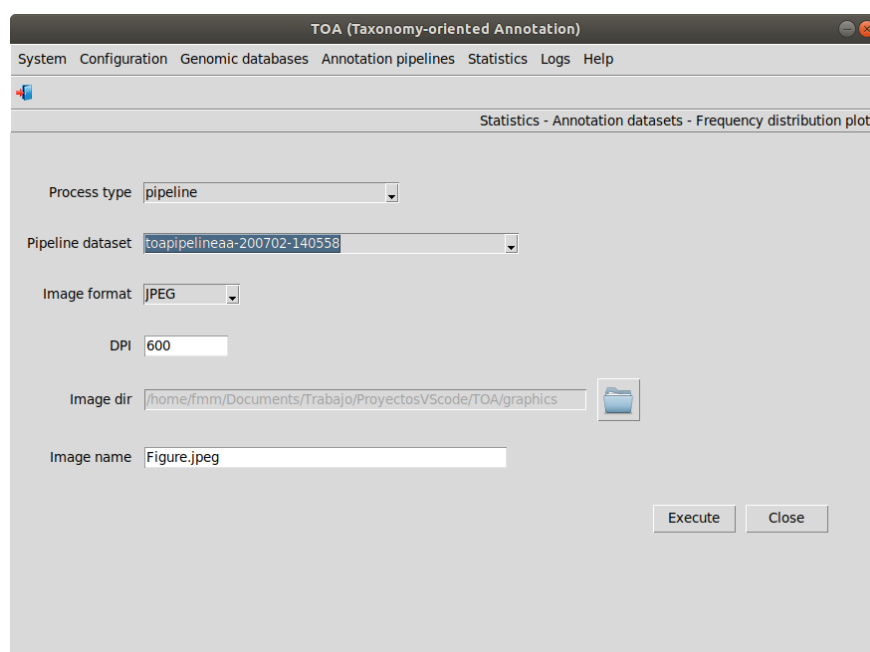 TOA (Taxonomy-oriented Annotation)
System Configuration Genomic databases Annotation pipelines Statistics Logs Help
Statistics - Annotation datasets - Frequency distribution plot
Process type pipeline
Pipeline dataset toapipelineaa-200702-140558
Image format JPEG
DPI 600
Image dir /home/fmm/Documents/Trabajo/ProyectosVScode/TOA/graphics
Image name Figure.jpeg
Execute Close